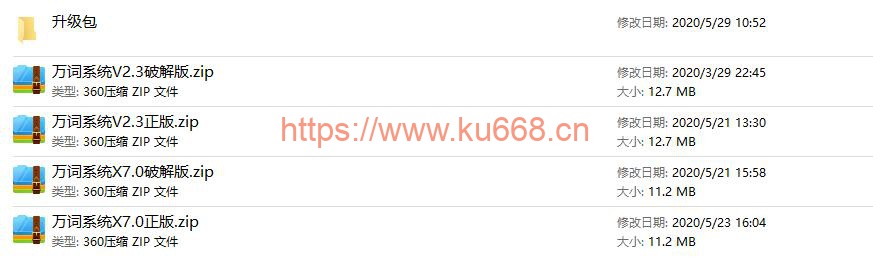 升级包
修改日期: 2020/5/29 10:52
万词系统V2.3破解版.zip
修改日期: 2020/3/29 22:45
类型: 360压缩 ZIP 文件
大小: 12.7 MB
万词系统V2.3正版.zip
修改日期: 2020/5/21 13:30
https://www.ku668.cn
类型: 360压缩 ZIP 文件
大小: 12.7 MB
万词系统X7.0破解版.zip
修改日期: 2020/5/21 15:58
类型: 360压缩 ZIP 文件
大小: 11.2 MB
万词系统X7.0正版.zip
修改日期: 2020/5/23 16:04
类型: 360压缩 ZIP 文件
大小: 11.2 MB